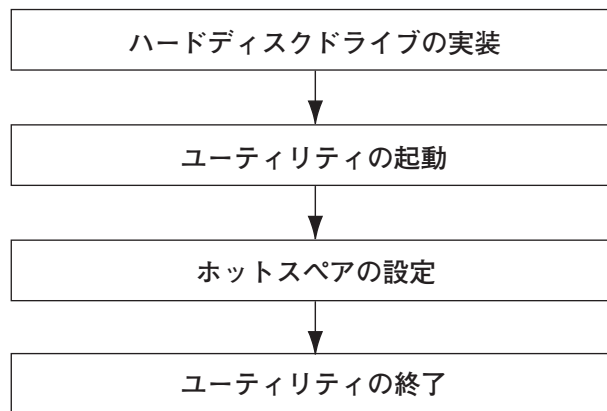 ハードディスクドライブの実装
ユーティリティの起動
ホットスペアの設定
ユーティリティの終了